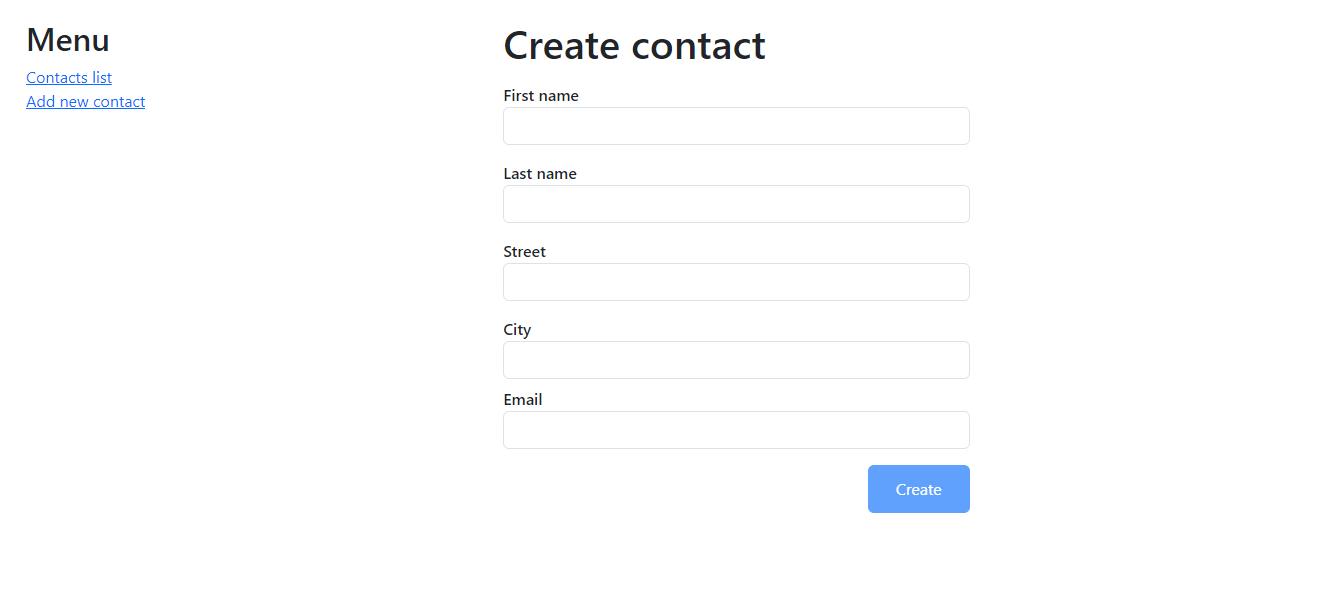 Menu
Contacts list
Add new contact
Create contact
First name
Last name
Street
City
Email
Create